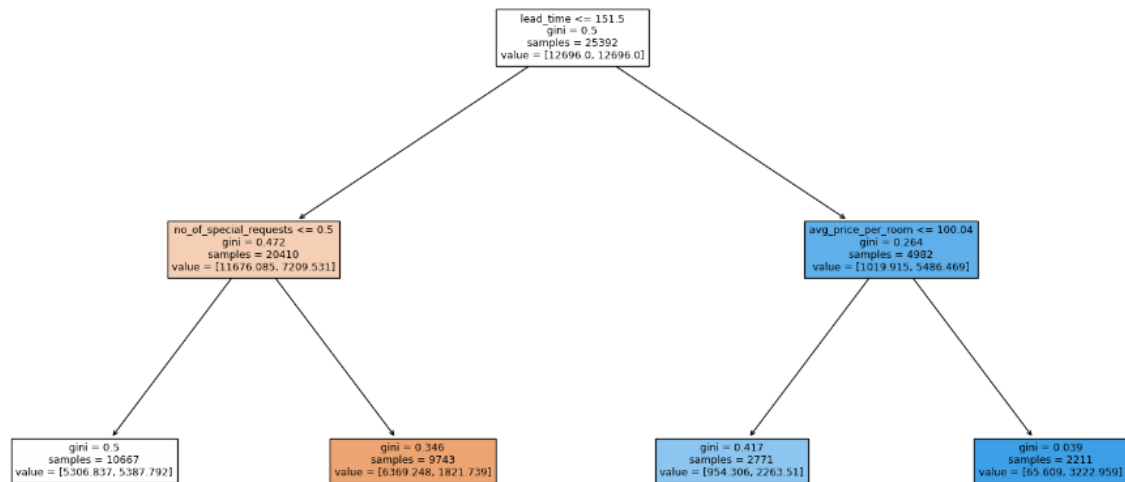 lead_time <= 151.5
gini = 0.5
samples = 25392
value = [12696.0, 12696.0]
no_of_special_requests <= 0.5
gini = 0.472
samples = 20410
value = [11676.085, 7209.531]
avg_price_per_room <= 100.04
gini = 0.264
samples = 4982
value = [1019.915, 5486.469]
gini = 0.5
samples = 10667
value = [5306.837, 5387.792]
gini = 0.346
samples = 9743
value = [6369.248, 1821.739]
gini = 0.417
samples = 2771
value = [954.306, 2263.51]
gini = 0.039
samples = 2211
value = [65.609, 3222.959]